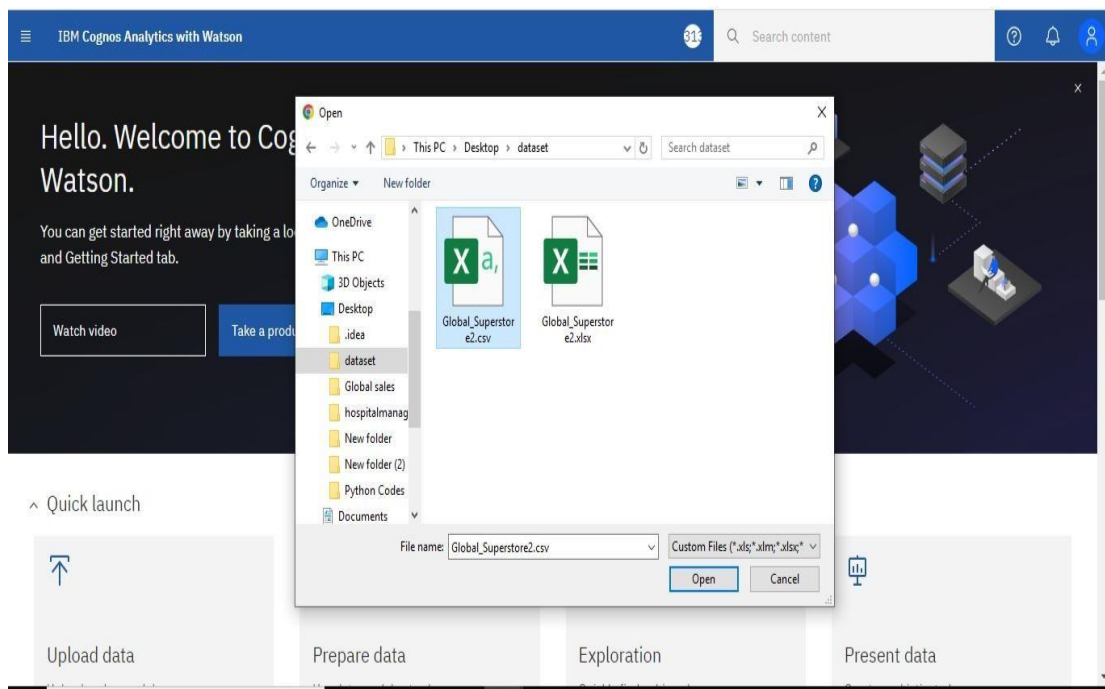 IBM Cognos Analytics with Watson
Search content
Hello. Welcome to Cog
Watson.
You can get started right away by taking a lo
and Getting Started tab.
Watch video
Take a produ
Open
This PC > Desktop > dataset
Search dataset
Organize
New folder
OneDrive
This PC
3D Objects
Desktop
.idea
dataset
Global sales
hospitalmanag
New folder
New folder (2)
Python Codes
Documents
Global_Superstor
e2.csv
Global_Superstor
e2.xlsx
File name: Global_Superstore2.csv
Custom Files (*.xls;*.xlm;*.xlsx;*
Open
Cancel
Quick launch
Upload data
Prepare data
Exploration
Present data